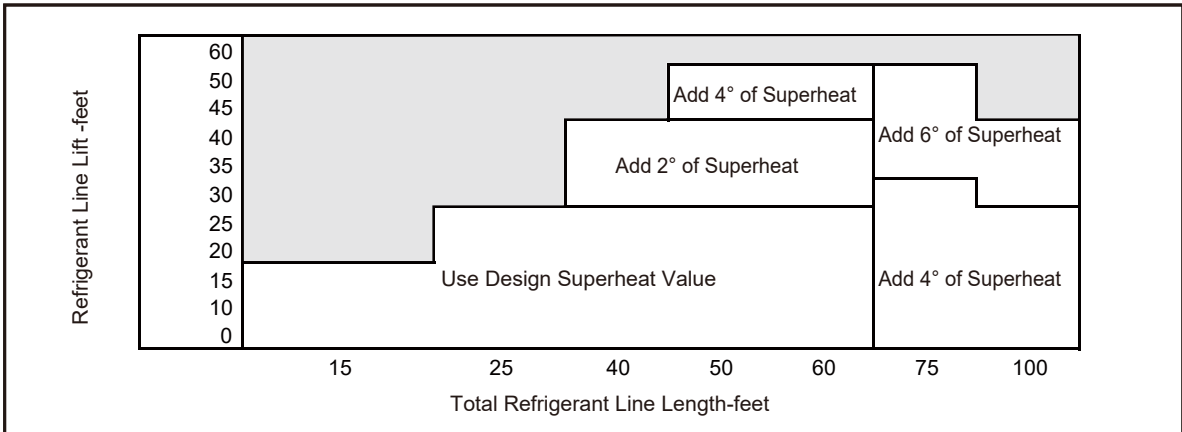 Refrigerant Line Lift -feet
60
50
Add 4° of Superheat
45
40
Add 6° of Superheat
35
Add 2° of Superheat
30
25
20
15
Use Design Superheat Value
Add 4° of Superheat
10
0
15 25 40 50 60 75 100
Total Refrigerant Line Length-feet